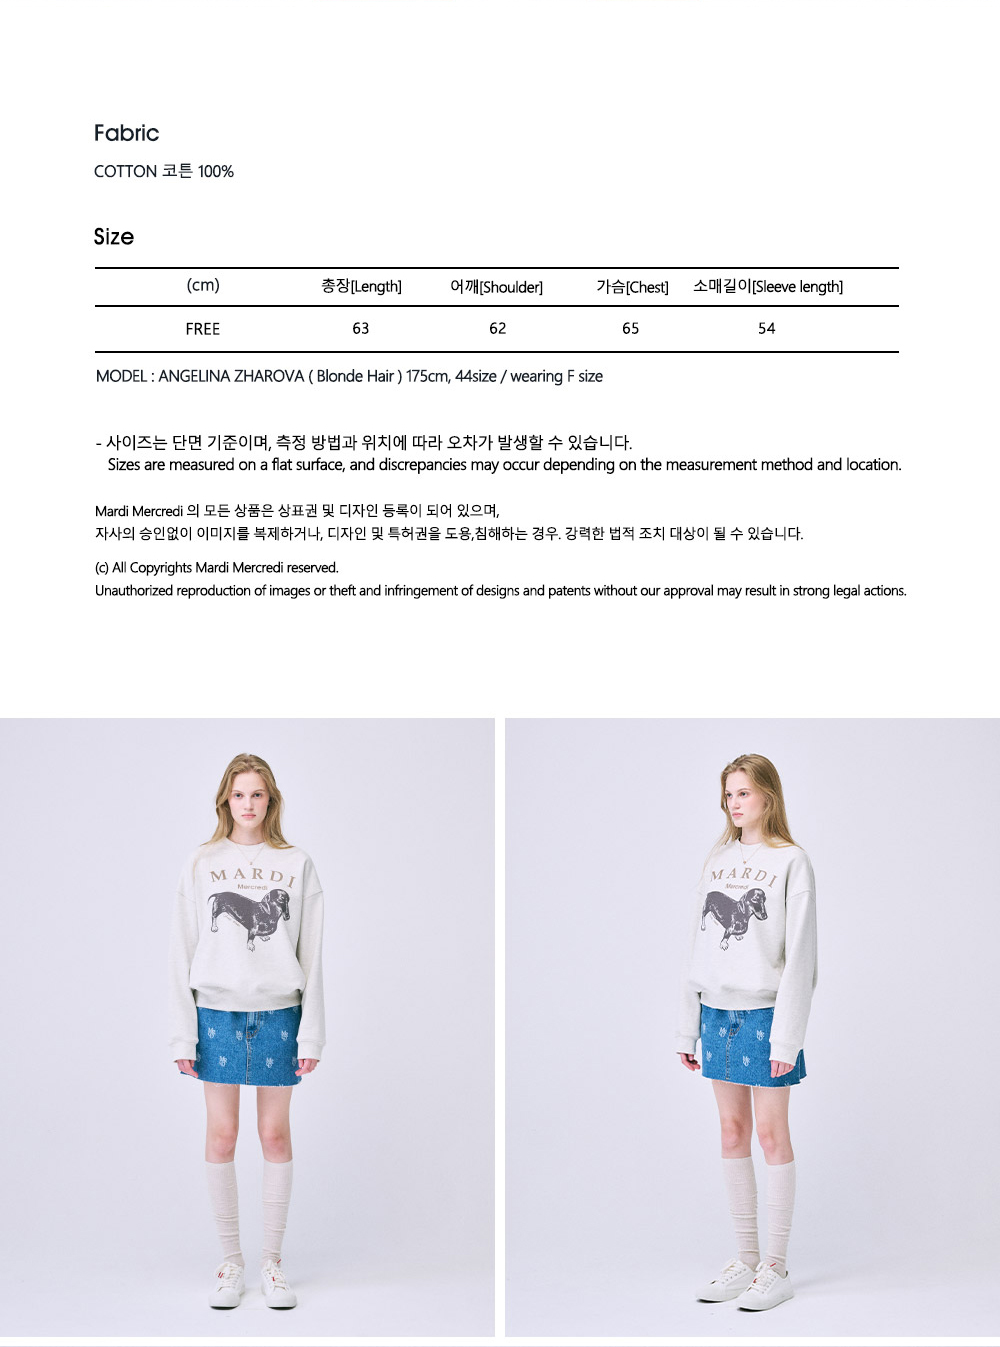 Fabric
COTTON 코튼 100%
Size
(cm) 총장[Length] 어깨[Shoulder] 가슴[Chest] 소매길이[Sleeve length]
FREE 63 62 65 54
MODEL : ANGELINA ZHAROVA ( Blonde Hair ) 175cm, 44size / wearing F size
- 사이즈는 단면 기준이며, 측정 방법과 위치에 따라 오차가 발생할 수 있습니다.
Sizes are measured on a flat surface, and discrepancies may occur depending on the measurement method and location.
Mardi Mercredi 의 모든 상품은 상표권 및 디자인 등록이 되어 있으며,
자사의 승인없이 이미지를 복제하거나, 디자인 및 특허권을 도용,침해하는 경우. 강력한 법적 조치 대상이 될 수 있습니다.
(c) All Copyrights Mardi Mercredi reserved.
Unauthorized reproduction of images or theft and infringement of designs and patents without our approval may result in strong legal actions.
MARDI
Mercredi
MARDI
Mercredi